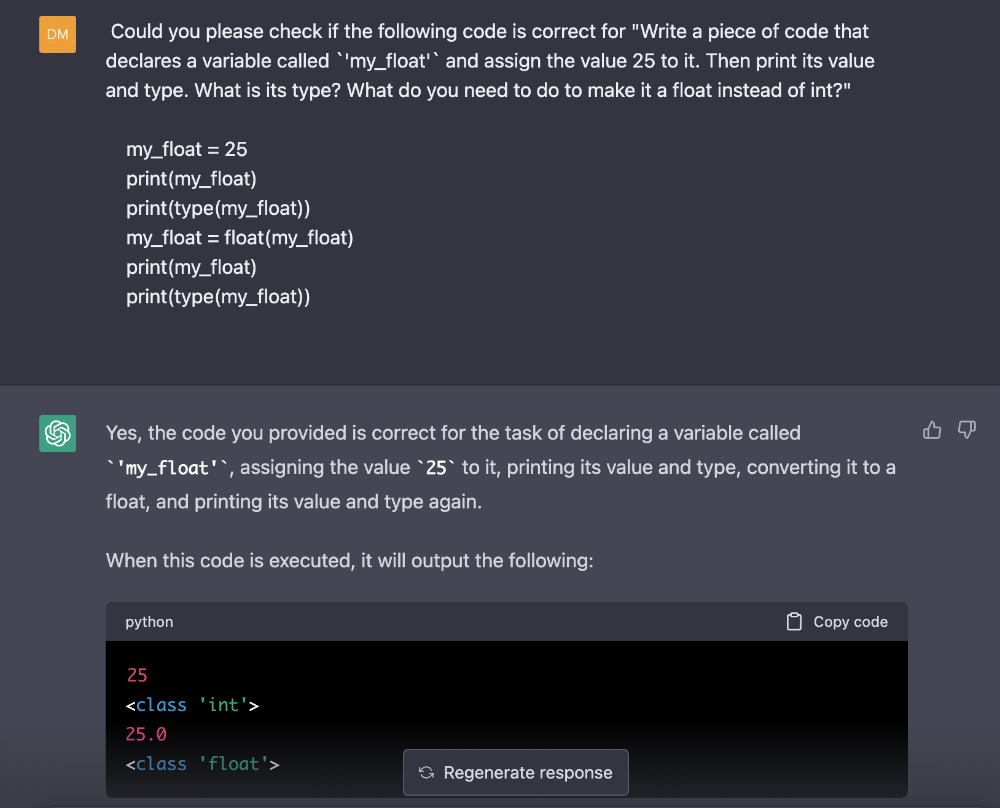 DM
Could you please check if the following code is correct for "Write a piece of code that
declares a variable called `'my_float'` and assign the value 25 to it. Then print its value
and type. What is its type? What do you need to do to make it a float instead of int?"
my_float = 25
print(my_float)
print(type(my_float))
my_float = float(my_float)
print(my_float)
print(type(my_float))
Yes, the code you provided is correct for the task of declaring a variable called
`'my_float'`, assigning the value `25` to it, printing its value and type, converting it to a
float, and printing its value and type again.
When this code is executed, it will output the following:
python
Copy code
25
<class 'int'>
25.0
<class 'float'>
Regenerate response